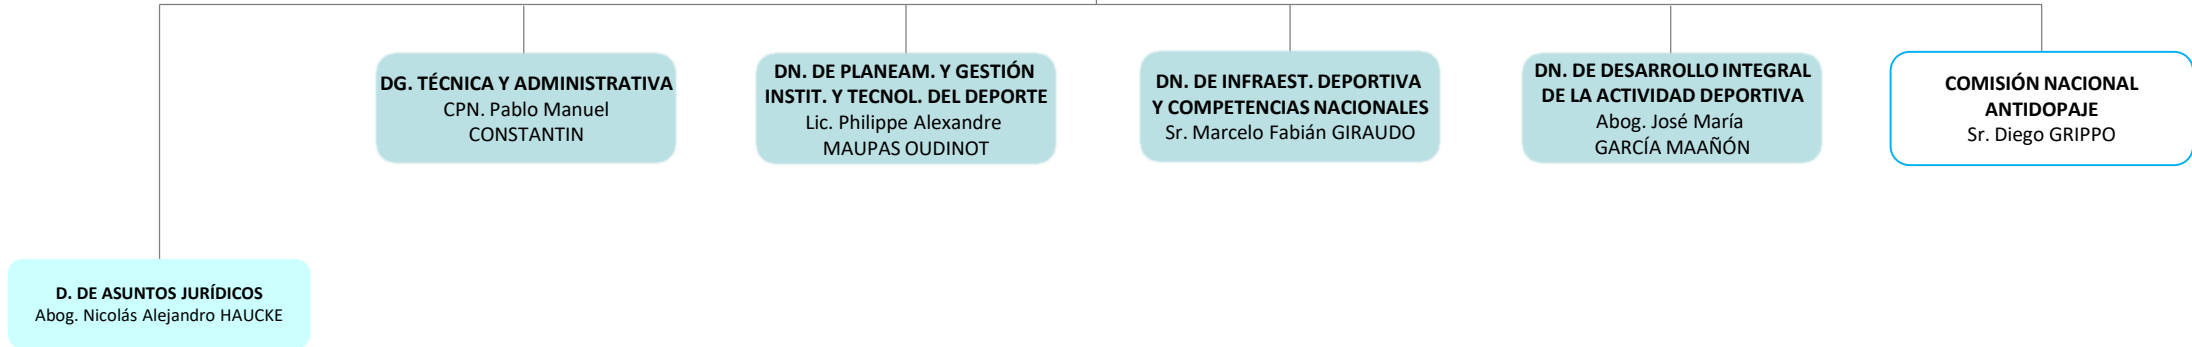 DG. TÉCNICA Y ADMINISTRATIVA
CPN. Pablo Manuel
CONSTANTIN
DN. DE PLANEAM. Y GESTIÓN
INSTIT. Y TECNOL. DEL DEPORTE
Lic. Philippe Alexandre
MAUPAS OUDINOT
DN. DE INFRAEST. DEPORTIVA
Y COMPETENCIAS NACIONALES
Sr. Marcelo Fabián GIRAUDO
DN. DE DESARROLLO INTEGRAL
DE LA ACTIVIDAD DEPORTIVA
Abog. José María
GARCÍA MAAÑÓN
COMISIÓN NACIONAL
ANTIDOPAJE
Sr. Diego GRIPPO
D. DE ASUNTOS JURÍDICOS
Abog. Nicolás Alejandro HAUCKE